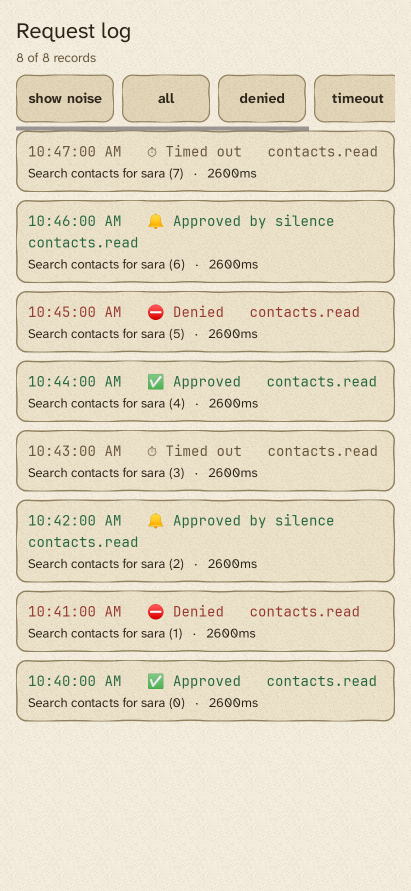 Request log
8 of 8 records
show noise all denied timeout
10:47:00 AM ⏱ Timed out contacts.read
Search contacts for sara (7) · 2600ms
10:46:00 AM 🔔 Approved by silence
contacts.read
Search contacts for sara (6) · 2600ms
10:45:00 AM ⛔ Denied contacts.read
Search contacts for sara (5) · 2600ms
10:44:00 AM ✅ Approved contacts.read
Search contacts for sara (4) · 2600ms
10:43:00 AM ⏱ Timed out contacts.read
Search contacts for sara (3) · 2600ms
10:42:00 AM 🔔 Approved by silence
contacts.read
Search contacts for sara (2) · 2600ms
10:41:00 AM ⛔ Denied contacts.read
Search contacts for sara (1) · 2600ms
10:40:00 AM ✅ Approved contacts.read
Search contacts for sara (0) · 2600ms